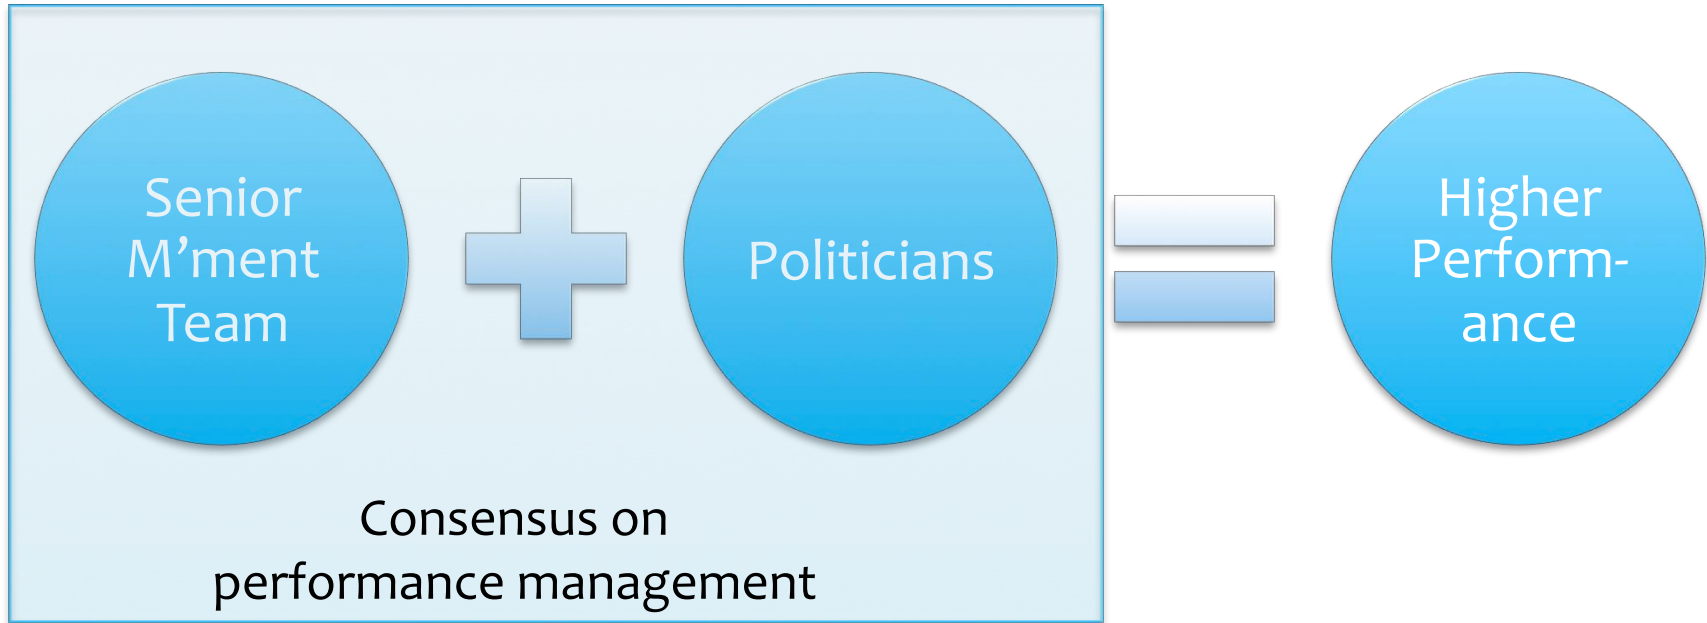 Senior
M’ment
Team
Politicians
Higher
Perform-
ance
Consensus on
performance management